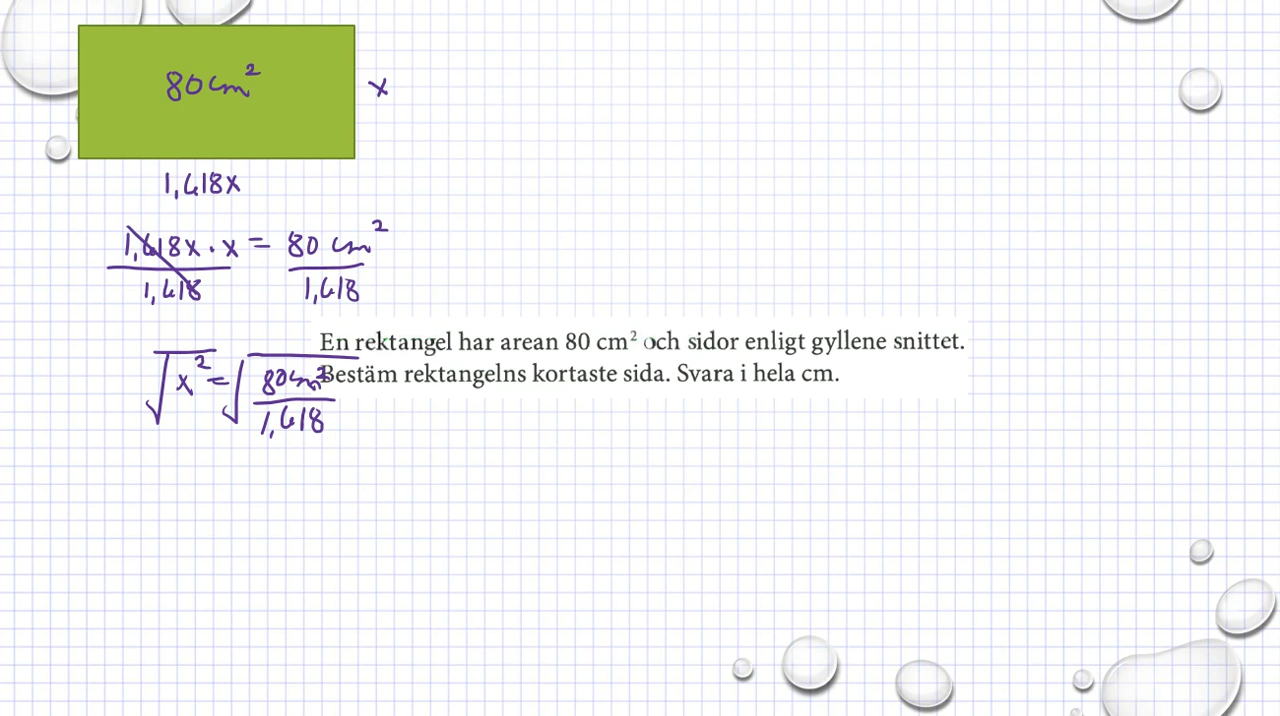 80 cm²
x
1,618x
1,618x · x = 80 cm²
1,618 1,618
En rektangel har arean 80 cm² och sidor enligt gyllene snittet.
Bestäm rektangelns kortaste sida. Svara i hela cm.
√x² = √80 cm²
1,618